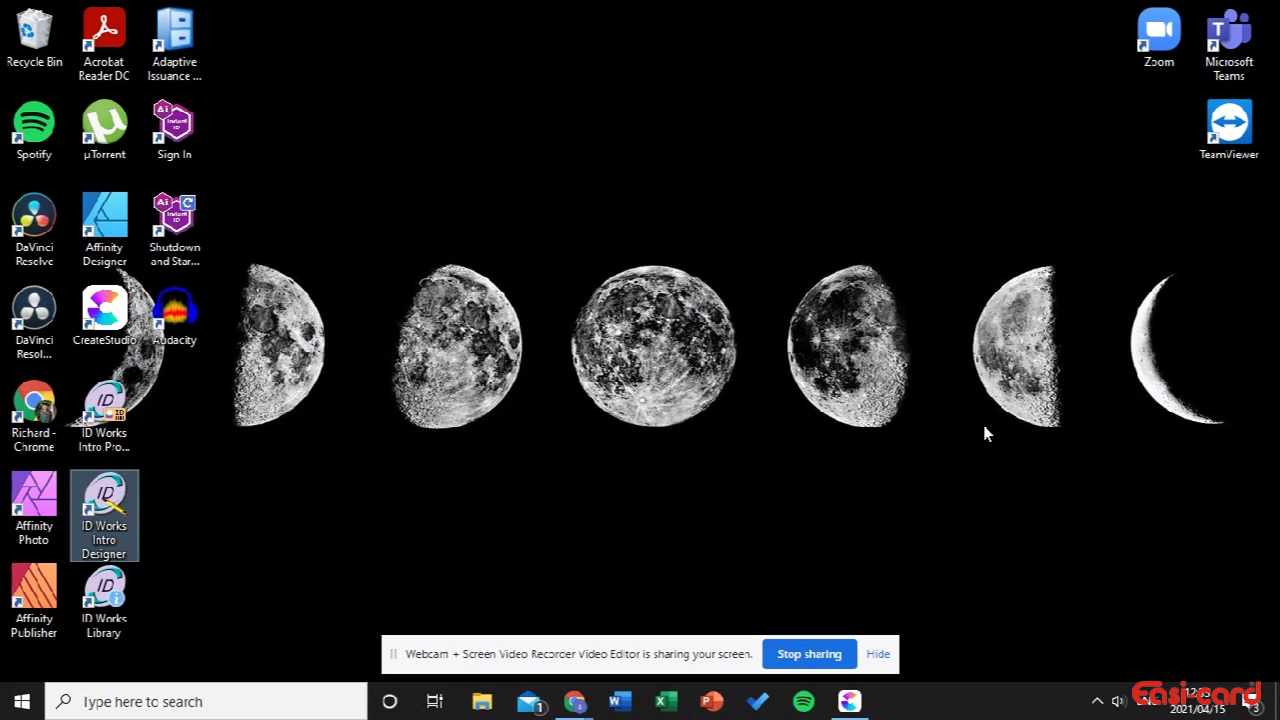 Recycle Bin
Acrobat
Reader DC
Adaptive
Issuance ...
Spotify
µTorrent
Sign In
DaVinci
Resolve
Affinity
Designer
Shutdown
and Star...
DaVinci
Resol...
CreateStudio
Audacity
Richard -
Chrome
ID Works
Intro Pro...
Affinity
Photo
ID Works
Intro
Designer
Affinity
Publisher
ID Works
Library
Zoom
Microsoft
Teams
TeamViewer
Webcam + Screen Video Recorder Video Editor is sharing your screen.
Stop sharing
Hide
Type here to search
2021/04/15
Easi-card